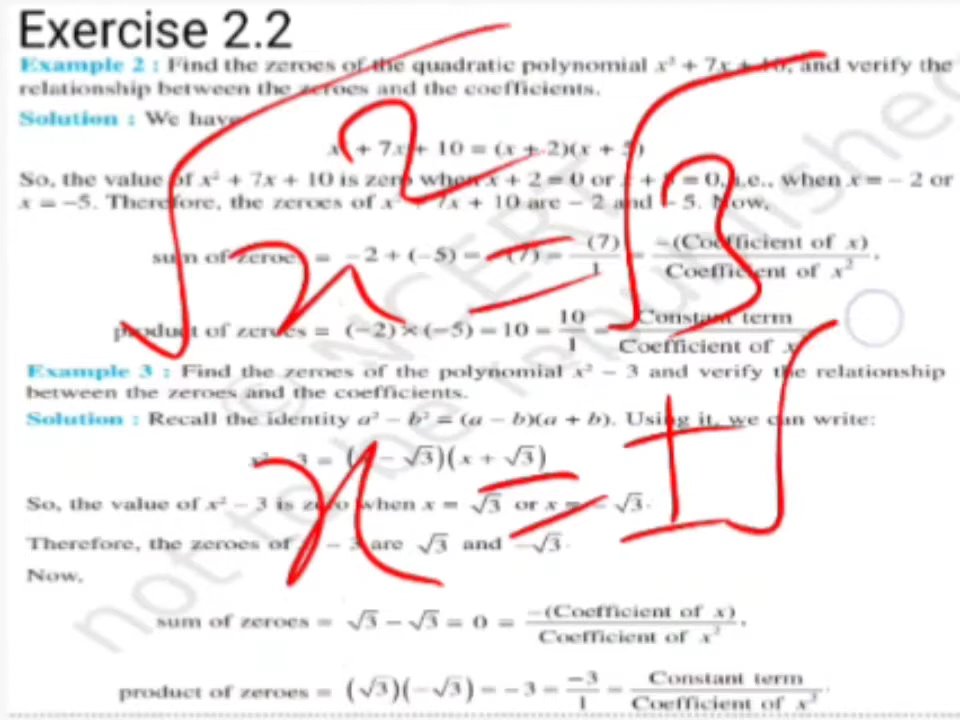 Exercise 2.2
Example 2 : Find the zeroes of the quadratic polynomial x² + 7x + 10, and verify the
relationship between the zeroes and the coefficients.
Solution : We have
x² + 7x + 10 = (x + 2)(x + 5)
So, the value of x² + 7x + 10 is zero when x + 2 = 0 or x + 5 = 0, i.e., when x = – 2 or
x = –5. Therefore, the zeroes of x² + 7x + 10 are – 2 and – 5. Now,
sum of zeroes = –2 + (–5) = –(7) = –(7)/1 = –(Coefficient of x)/Coefficient of x²,
product of zeroes = (–2) × (–5) = 10 = 10/1 = Constant term/Coefficient of x²
Example 3 : Find the zeroes of the polynomial x² – 3 and verify the relationship
between the zeroes and the coefficients.
Solution : Recall the identity a² – b² = (a – b)(a + b). Using it, we can write:
x² – 3 = (x – √3)(x + √3)
So, the value of x² – 3 is zero when x = √3 or x = – √3.
Therefore, the zeroes of x² – 3 are √3 and –√3.
Now,
sum of zeroes = √3 – √3 = 0 = –(Coefficient of x)/Coefficient of x²,
product of zeroes = (√3)(–√3) = –3 = –3/1 = Constant term/Coefficient of x².
√x² = √3
x = ±√
© NCERT
not to be republished